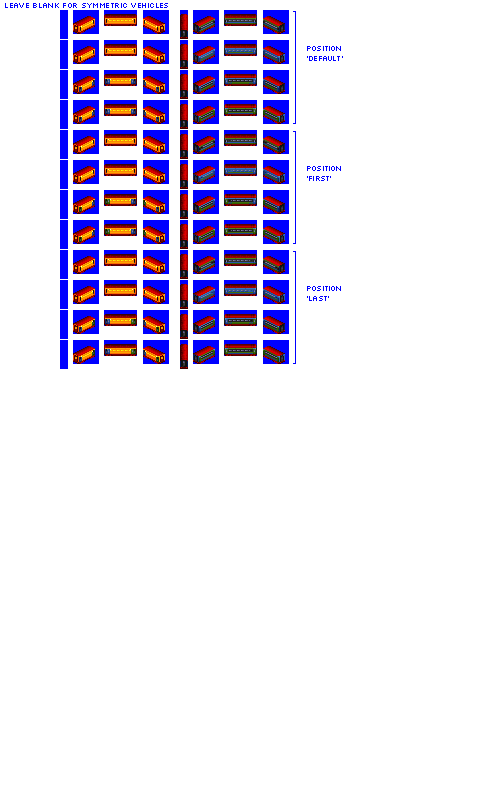 LEAVE BLANK FOR SYMMETRIC VEHICLES
POSITION
'DEFAULT'
POSITION
'FIRST'
POSITION
'LAST'